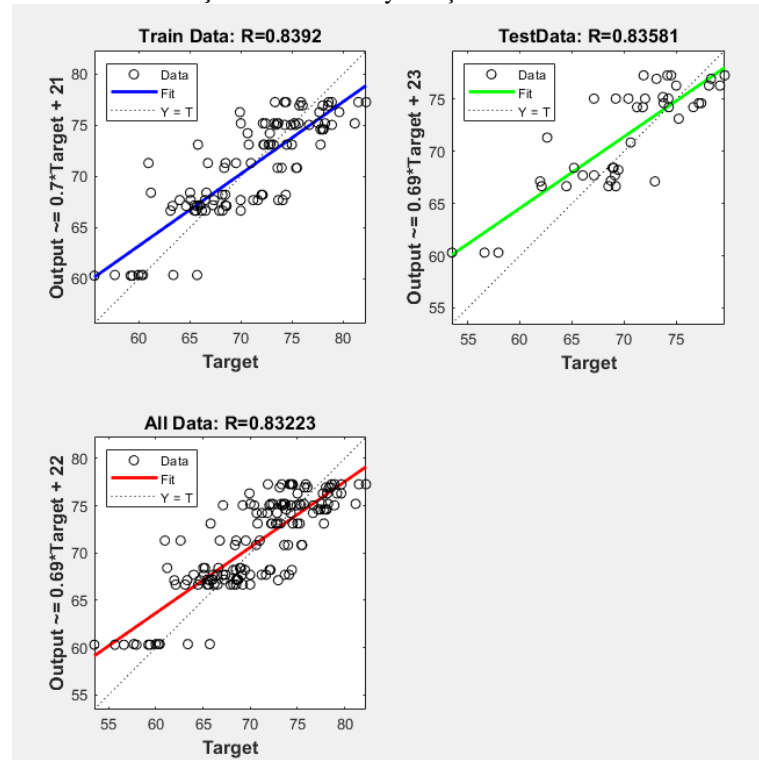 Train Data: R=0.8392
Output ~= 0.7*Target + 21
80
75
70
65
60
Data
Fit
Y = T
60 65 70 75 80
Target
TestData: R=0.83581
Output ~= 0.69*Target + 23
75
70
65
60
55
Data
Fit
Y = T
55 60 65 70 75
Target
All Data: R=0.83223
Output ~= 0.69*Target + 22
80
75
70
65
60
55
Data
Fit
Y = T
55 60 65 70 75 80
Target